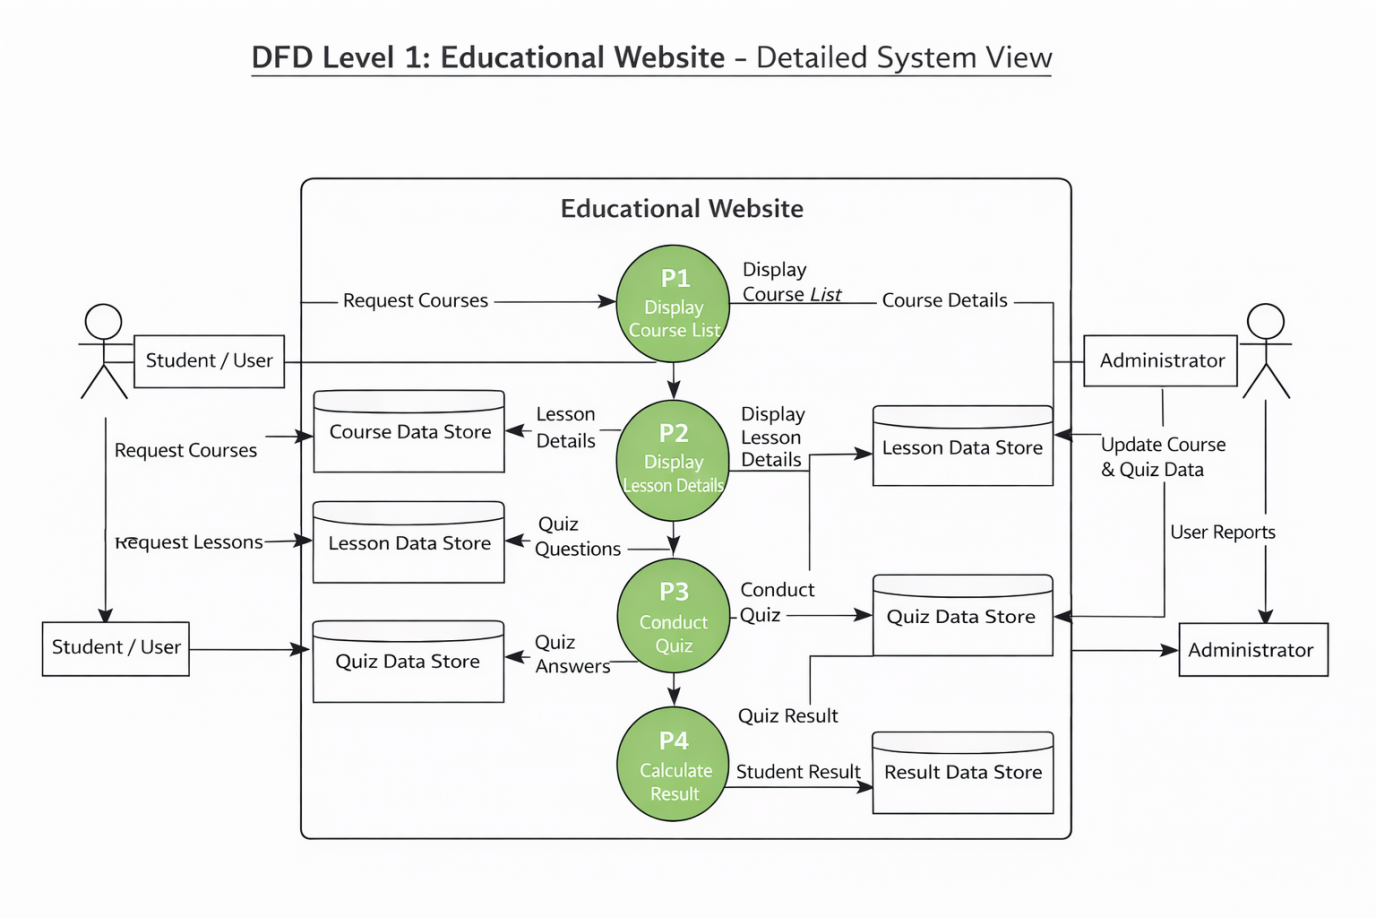 DFD Level 1: Educational Website – Detailed System View
Educational Website
P1
Display
Course List
Display
Course List
Request Courses
Course Details
Student / User
Administrator
Course Data Store
Lesson
Details
P2
Display
Lesson Details
Display
Lesson
Details
Lesson Data Store
Request Courses
Update Course
& Quiz Data
Request Lessons
Lesson Data Store
Quiz
Questions
User Reports
P3
Conduct
Quiz
Conduct
Quiz
Quiz Data Store
Student / User
Quiz Data Store
Quiz
Answers
Administrator
Quiz Result
P4
Calculate
Result
Student Result
Result Data Store